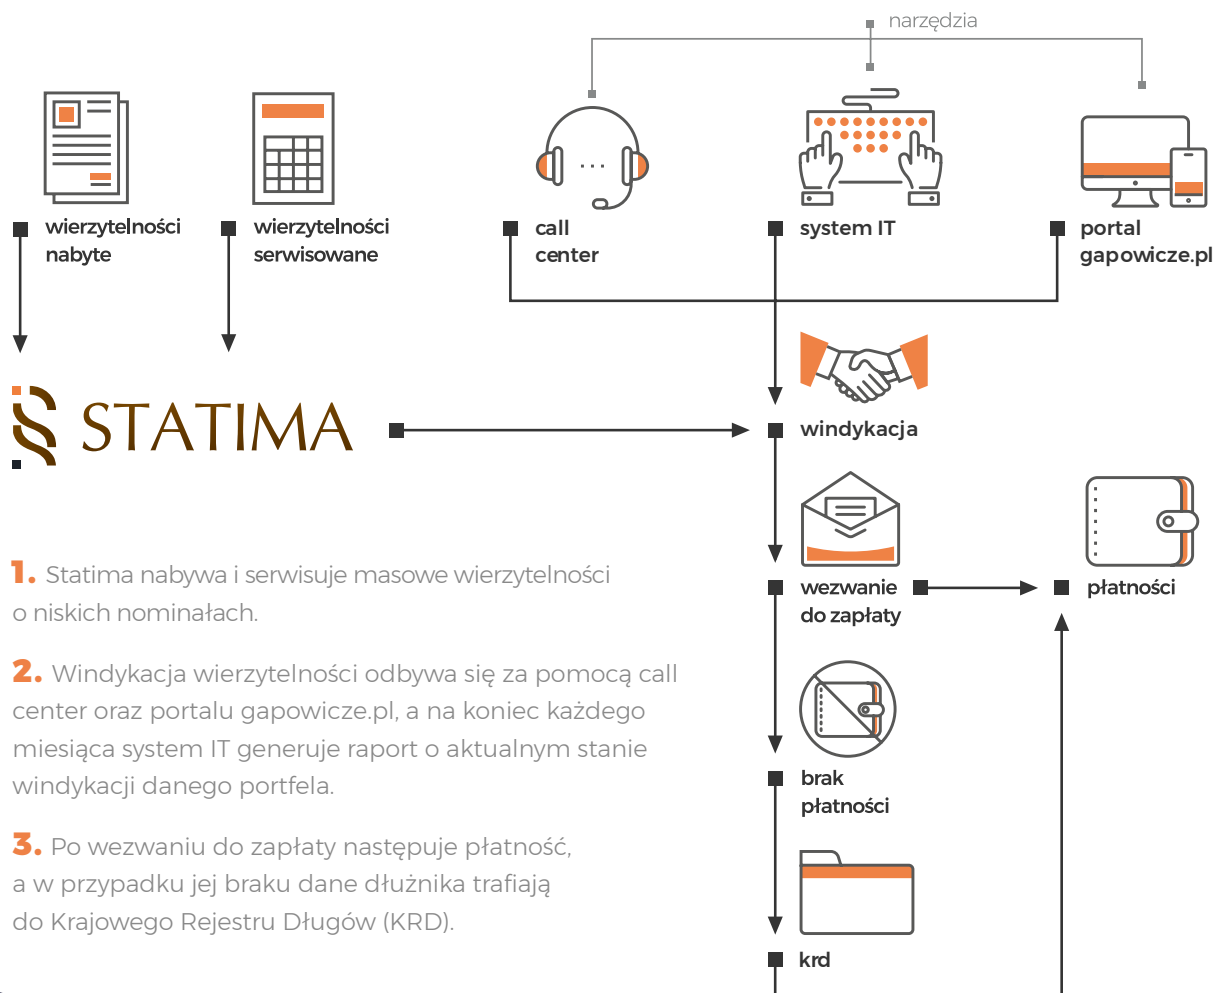 narzędzia
wierzytelności
nabyte
wierzytelności
serwisowane
call
center
system IT
portal
gapowicze.pl
STATIMA
windykacja
wezwanie
do zapłaty
płatności
1. Statima nabywa i serwisuje masowe wierzytelności
o niskich nominałach.
2. Windykacja wierzytelności odbywa się za pomocą call
center oraz portalu gapowicze.pl, a na koniec każdego
miesiąca system IT generuje raport o aktualnym stanie
windykacji danego portfela.
brak
płatności
3. Po wezwaniu do zapłaty następuje płatność,
a w przypadku jej braku dane dłużnika trafiają
do Krajowego Rejestru Długów (KRD).
krd